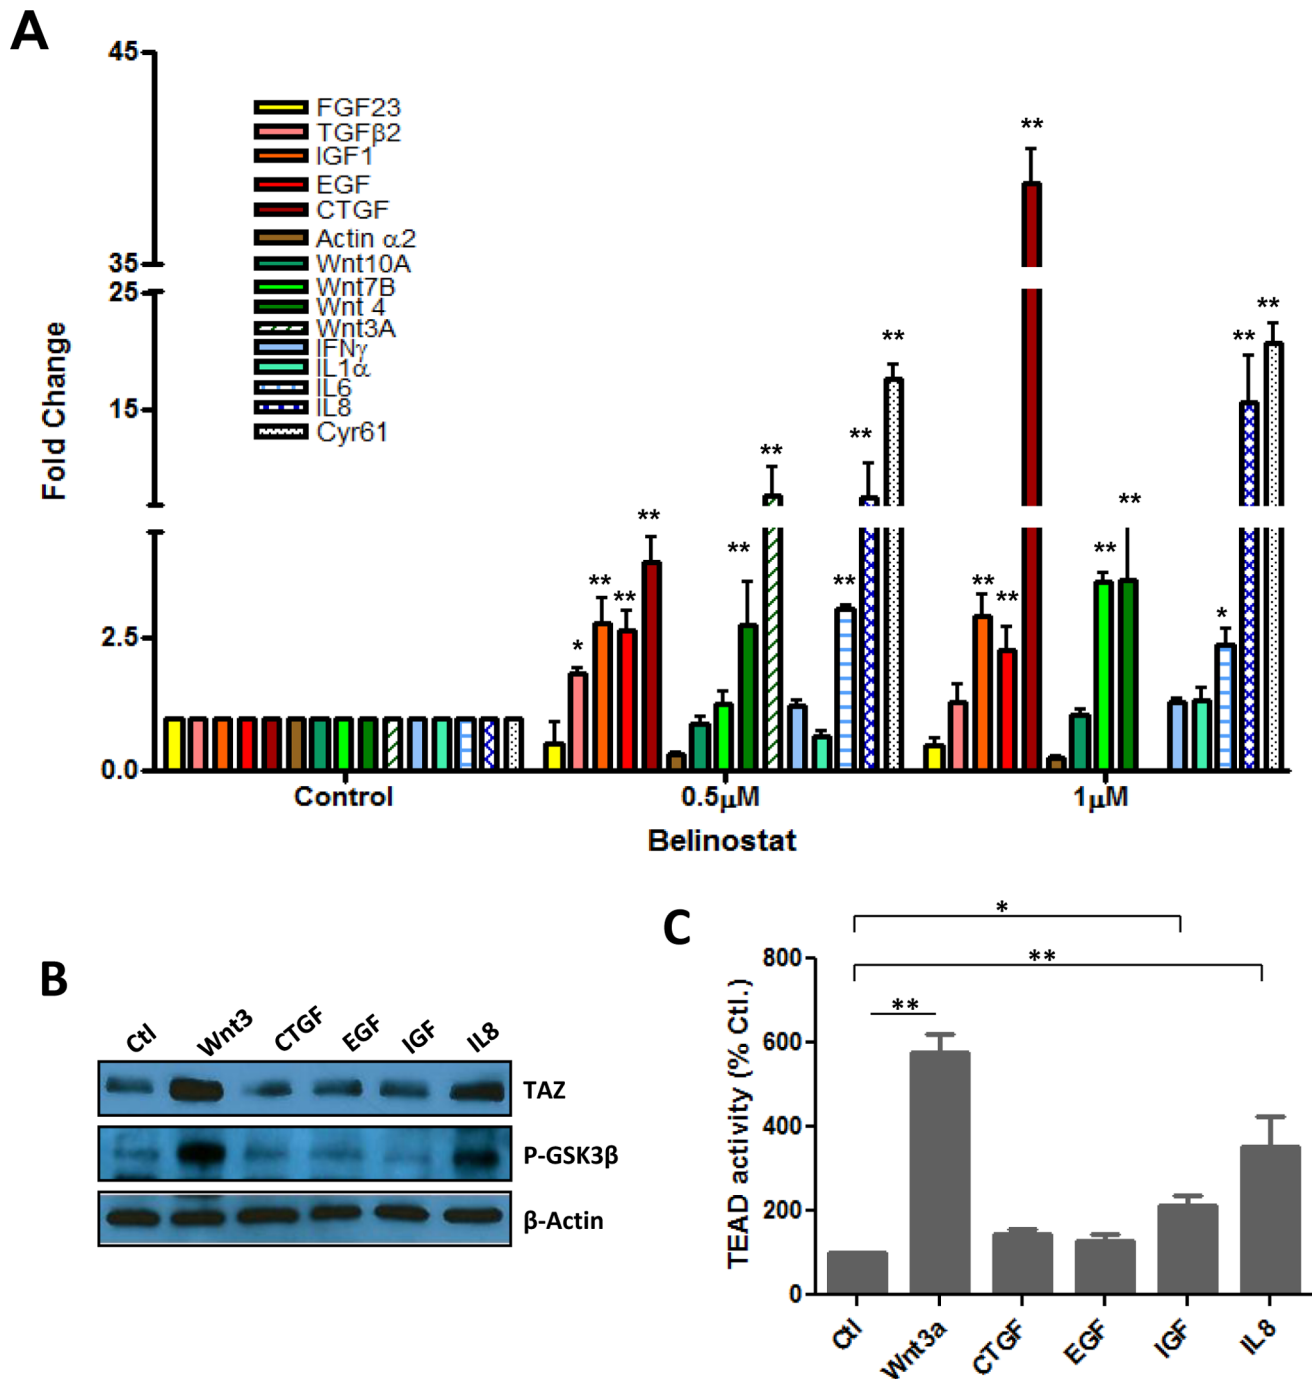 A
45
35
25
15
2.5
0.0
Fold Change
FGF23
TGFβ2
IGF1
EGF
CTGF
Actin α2
Wnt10A
Wnt7B
Wnt 4
Wnt3A
IFNγ
IL1α
IL6
IL8
Cyr61
* ** ** ** ** ** ** ** **
** ** ** ** ** * ** **
Control 0.5μM 1μM
Belinostat
B
Ctl Wnt3 CTGF EGF IGF IL8
TAZ
P-GSK3β
β-Actin
C
*
**
**
TEAD activity (% Ctl.)
800
600
400
200
0
Ctl Wnt3a CTGF EGF IGF IL8